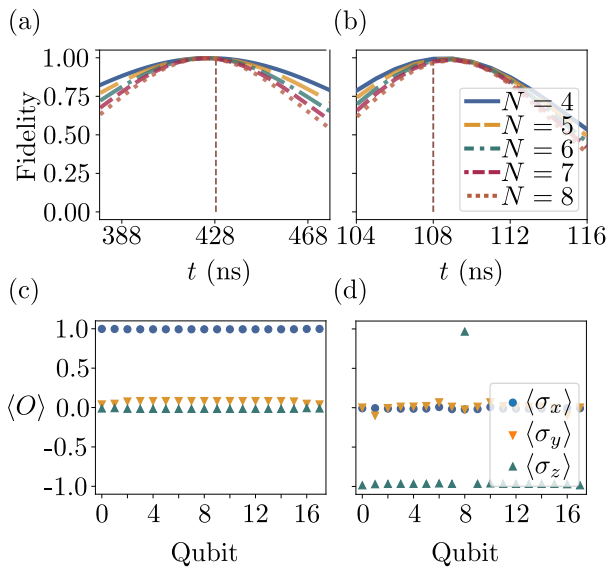 (a)
(b)
Fidelity
1.00
0.75
0.50
0.25
0.00
388
428
468
t (ns)
N = 4
N = 5
N = 6
N = 7
N = 8
104
108
112
116
t (ns)
(c)
(d)
⟨O⟩
1.0
0.5
0.0
-0.5
-1.0
0
4
8
12
16
Qubit
⟨σx⟩
⟨σy⟩
⟨σz⟩
0
4
8
12
16
Qubit